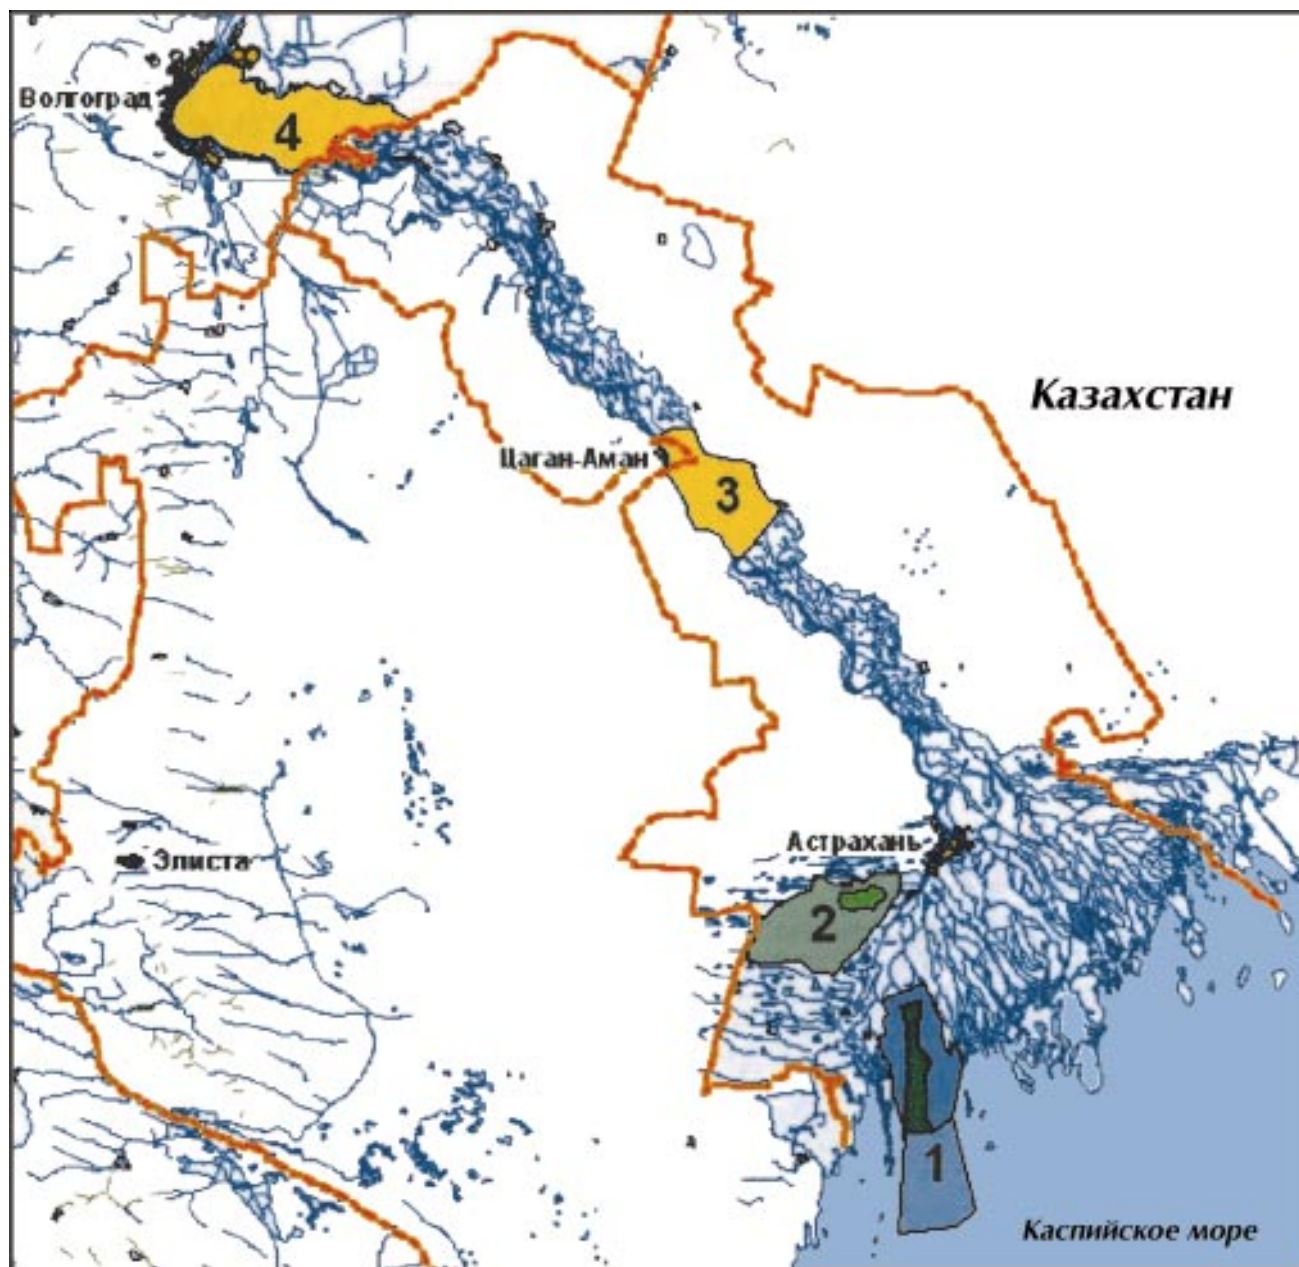 Волгоград
4
Казахстан
Цаган-Аман
3
Астрахань
Элиста
2
1
Каспийское море